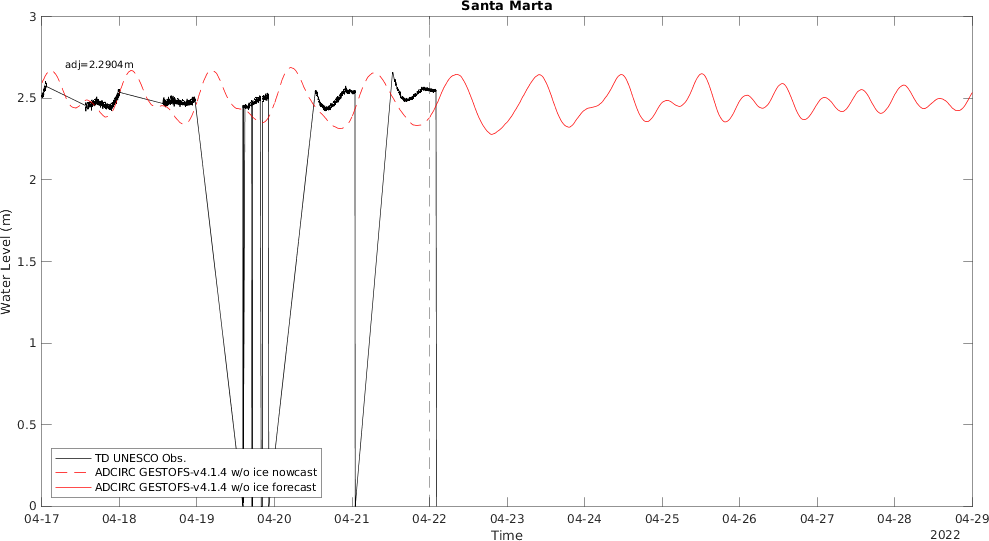 Santa Marta
3
adj=2.2904m
2.5
2
1.5
1
0.5
0
Water Level (m)
TD UNESCO Obs.
ADCIRC GESTOFS-v4.1.4 w/o ice nowcast
ADCIRC GESTOFS-v4.1.4 w/o ice forecast
04-17 04-18 04-19 04-20 04-21 04-22 04-23 04-24 04-25 04-26 04-27 04-28 04-29
Time
2022